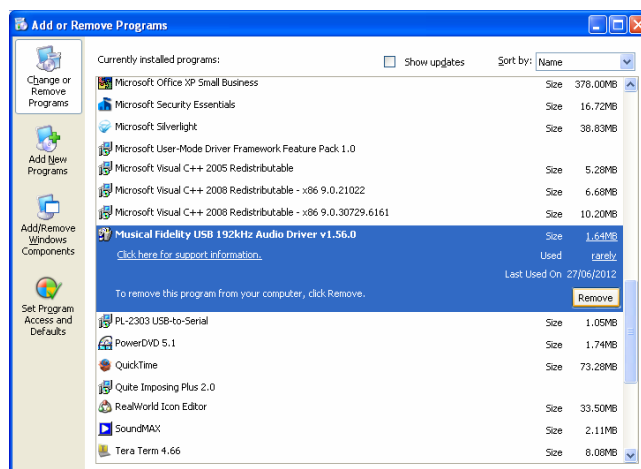 Add or Remove Programs
Change or
Remove
Programs
Add New
Programs
Add/Remove
Windows
Components
Set Program
Access and
Defaults
Currently installed programs:
Show updates
Sort by: Name
Microsoft Office XP Small Business Size 378.00MB
Microsoft Security Essentials Size 16.72MB
Microsoft Silverlight Size 38.83MB
Microsoft User-Mode Driver Framework Feature Pack 1.0
Microsoft Visual C++ 2005 Redistributable Size 5.28MB
Microsoft Visual C++ 2008 Redistributable - x86 9.0.21022 Size 6.68MB
Microsoft Visual C++ 2008 Redistributable - x86 9.0.30729.6161 Size 10.20MB
Musical Fidelity USB 192kHz Audio Driver v1.56.0 Size 1.64MB
Click here for support information. Used rarely
Last Used On 27/06/2012
To remove this program from your computer, click Remove. Remove
PL-2303 USB-to-Serial Size 1.05MB
PowerDVD 5.1 Size 1.74MB
QuickTime Size 73.28MB
Quite Imposing Plus 2.0
RealWorld Icon Editor Size 33.50MB
SoundMAX Size 2.11MB
Tera Term 4.66 Size 8.08MB